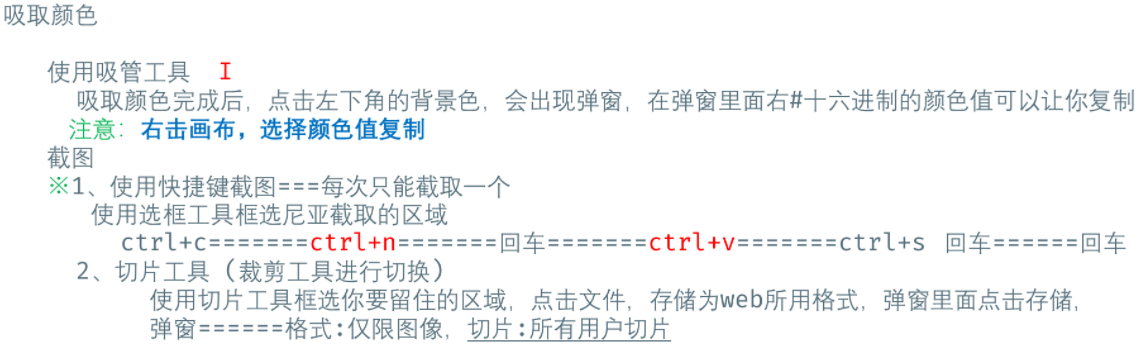 吸取颜色
使用吸管工具 I
吸取颜色完成后，点击左下角的背景色，会出现弹窗，在弹窗里面右#十六进制的颜色值可以让你复制
注意：右击画布，选择颜色值复制
截图
※1、使用快捷键截图===每次只能截取一个
使用选框工具框选尼亚截取的区域
ctrl+c=======ctrl+n=======回车=======ctrl+v=======ctrl+s 回车======回车
2、切片工具（裁剪工具进行切换）
使用切片工具框选你要留住的区域，点击文件，存储为web所用格式，弹窗里面点击存储，
弹窗======格式:仅限图像，切片:所有用户切片